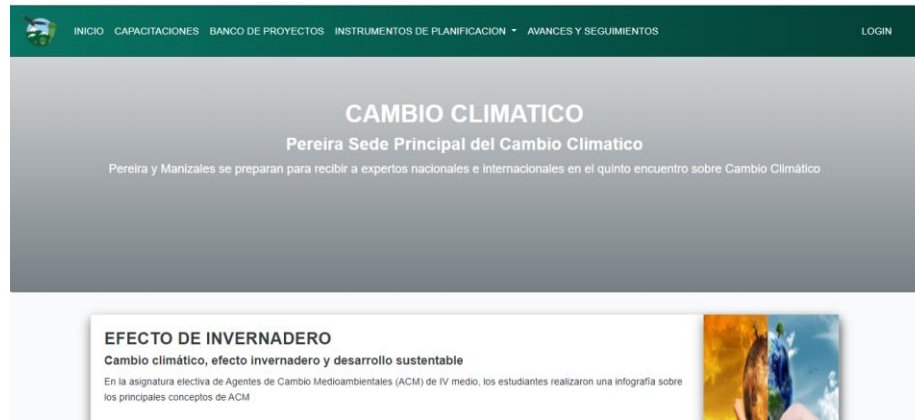 INICIO CAPACITACIONES BANCO DE PROYECTOS INSTRUMENTOS DE PLANIFICACION AVANCES Y SEGUIMIENTOS LOGIN
CAMBIO CLIMATICO
Pereira Sede Principal del Cambio Climatico
Pereira y Manizales se preparan para recibir a expertos nacionales e internacionales en el quinto encuentro sobre Cambio Climático
EFECTO DE INVERNADERO
Cambio climático, efecto invernadero y desarrollo sustentable
En la asignatura electiva de Agentes de Cambio Medioambientales (ACM) de IV medio, los estudiantes realizaron una infografía sobre
los principales conceptos de ACM